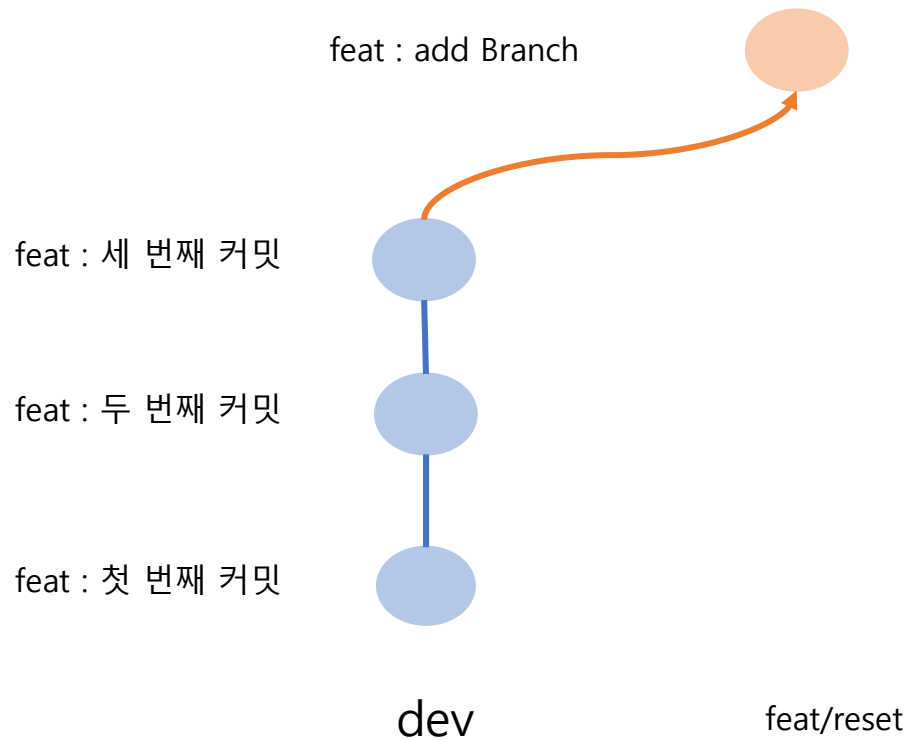 feat : add Branch
feat : 세 번째 커밋
feat : 두 번째 커밋
feat : 첫 번째 커밋
dev
feat/reset